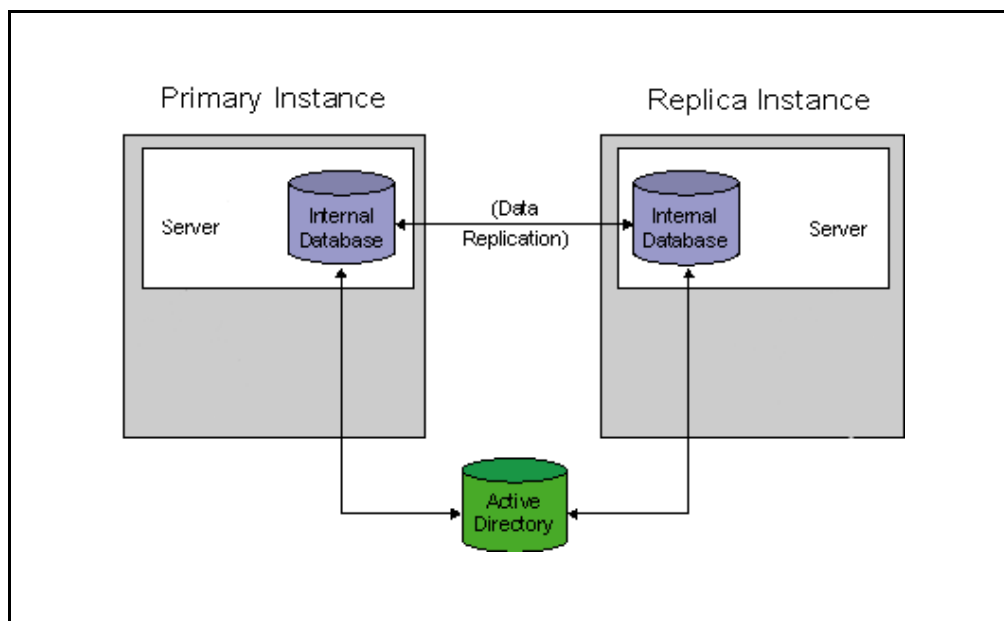 Primary Instance
Replica Instance
Server
Internal
Database
(Data
Replication)
Internal
Database
Server
Active
Directory